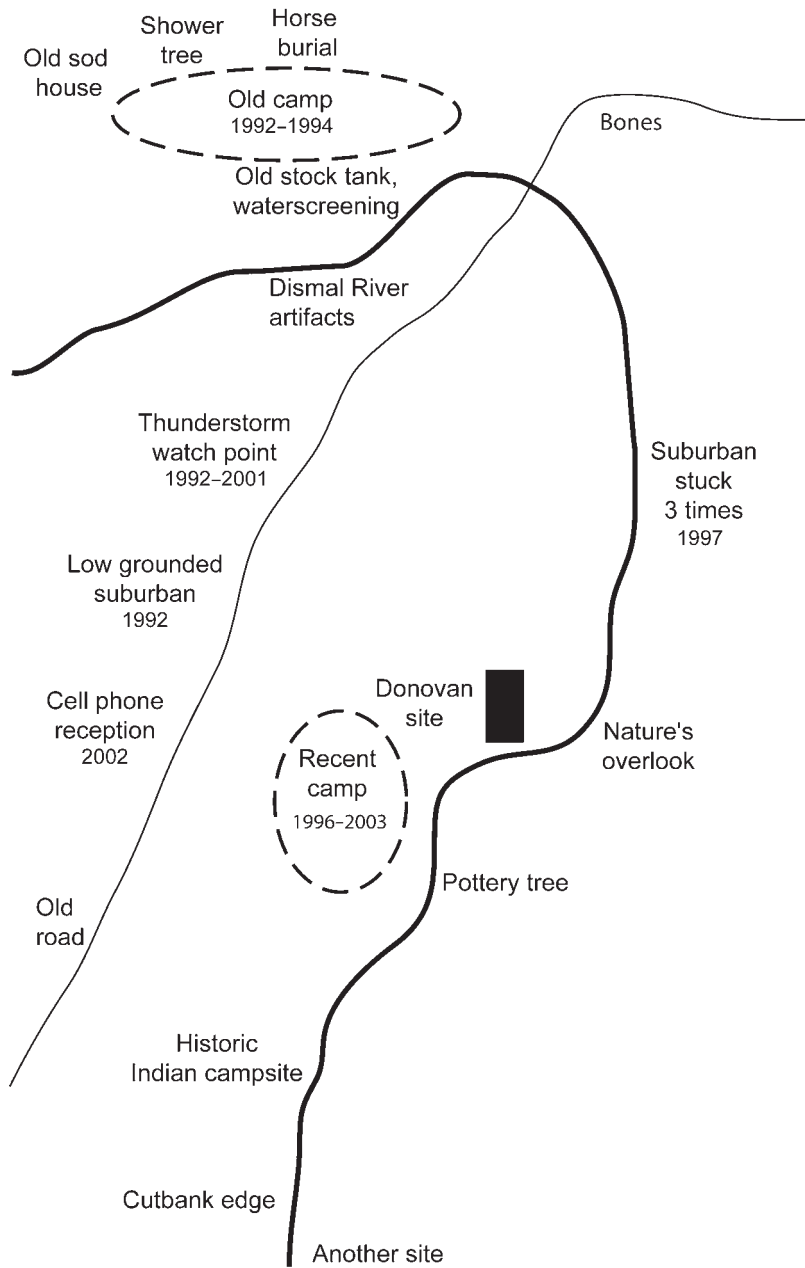 Shower
tree
Horse
burial
Old sod
house
Old camp
1992–1994
Bones
Old stock tank,
waterscreening
Dismal River
artifacts
Thunderstorm
watch point
1992–2001
Suburban
stuck
3 times
1997
Low grounded
suburban
1992
Donovan
site
Cell phone
reception
2002
Nature's
overlook
Recent
camp
1996–2003
Pottery tree
Old
road
Historic
Indian campsite
Cutbank edge
Another site